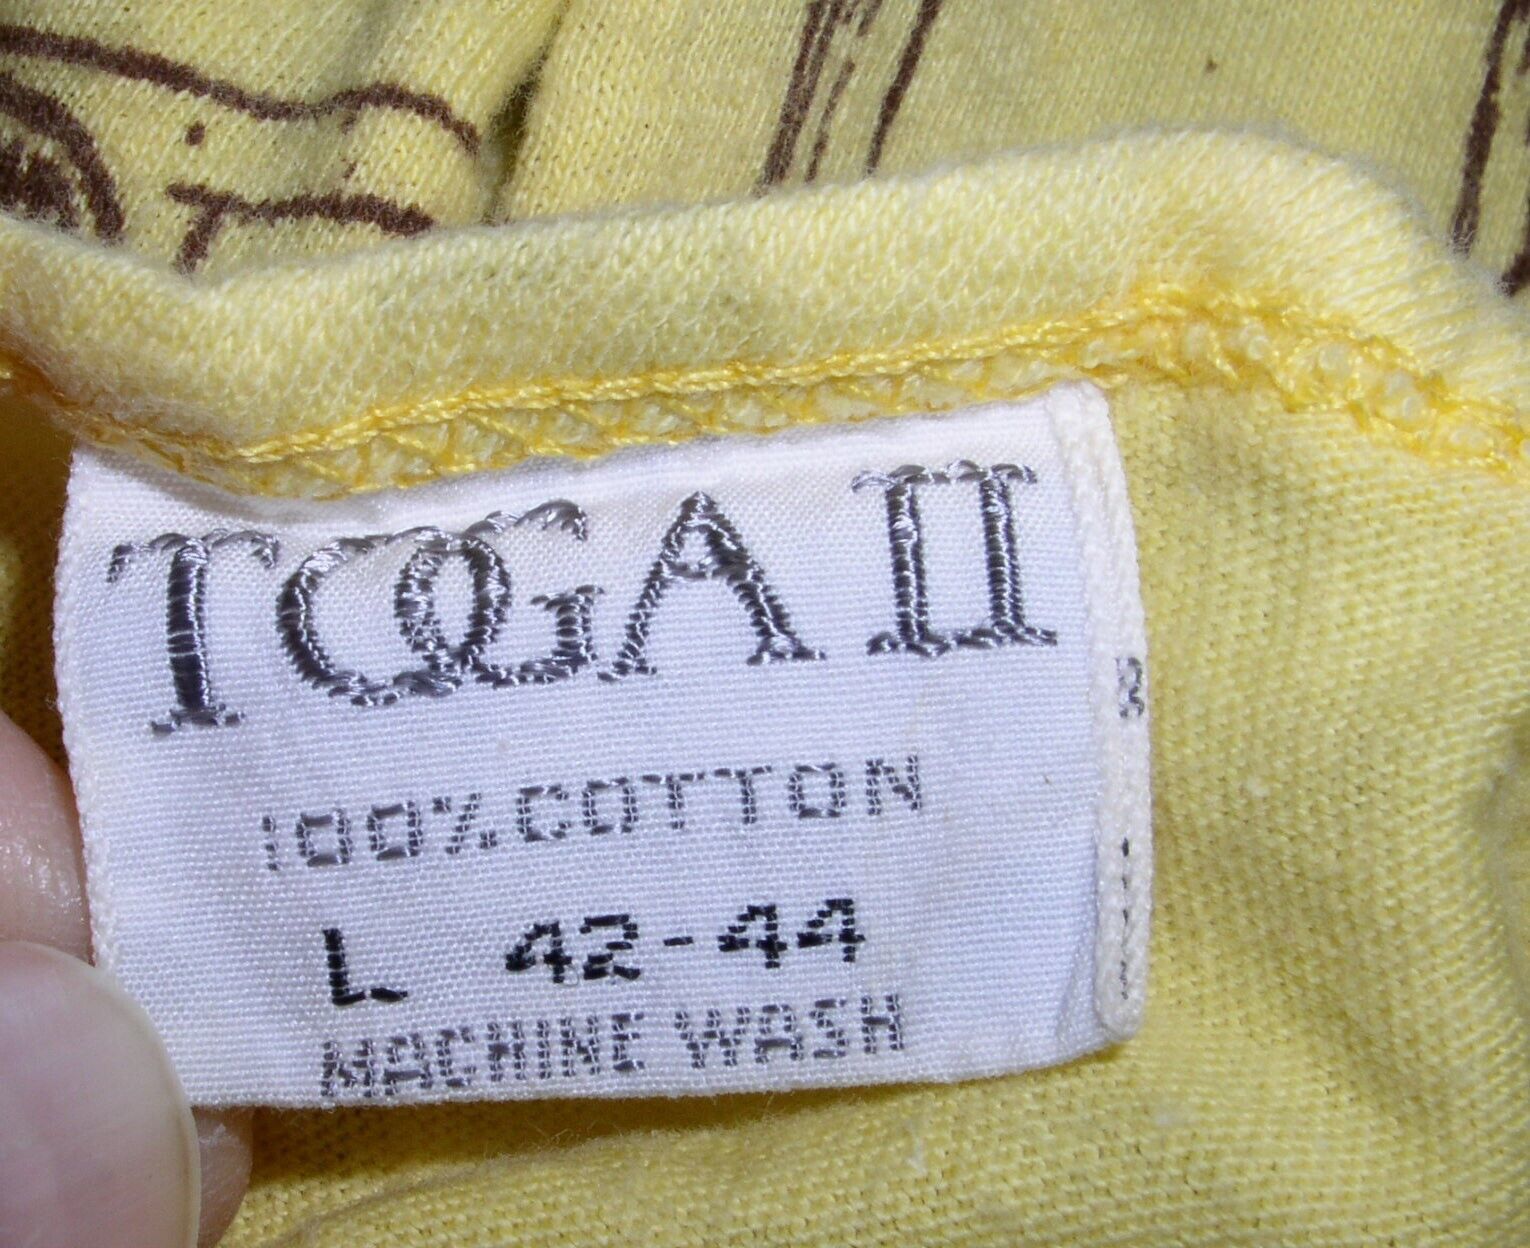 TOGA II
100% COTTON
L 42-44
MACHINE WASH